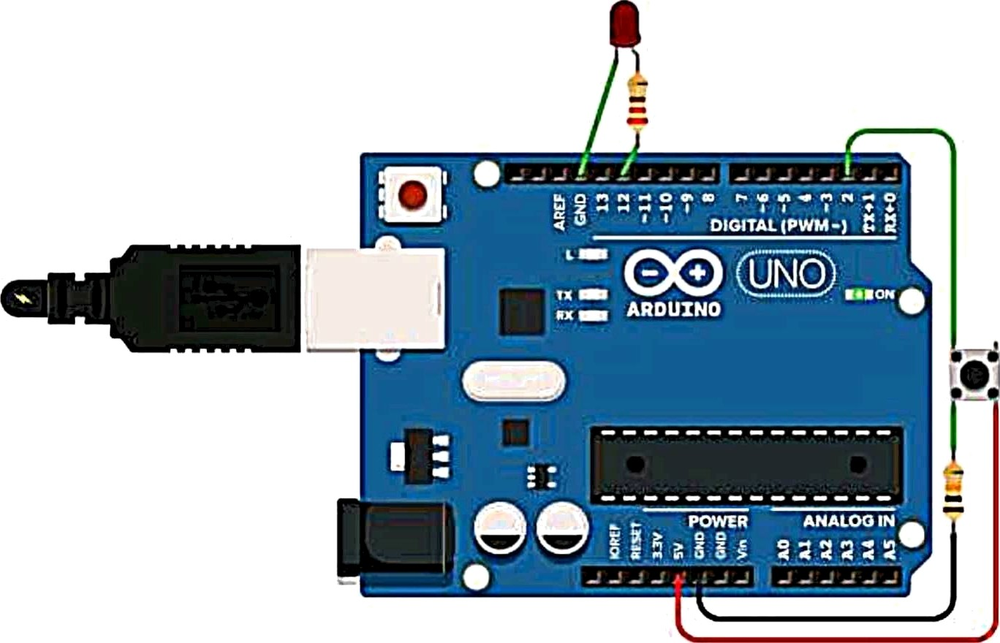 AREF
GND
13
12
~11
~10
~9
8
7
~6
~5
4
~3
2
TX→1
RX←0
DIGITAL (PWM~)
L
TX
RX
UNO
ARDUINO
ON
POWER
ANALOG IN
IOREF
RESET
3.3V
5V
GND
GND
Vin
A0
A1
A2
A3
A4
A5